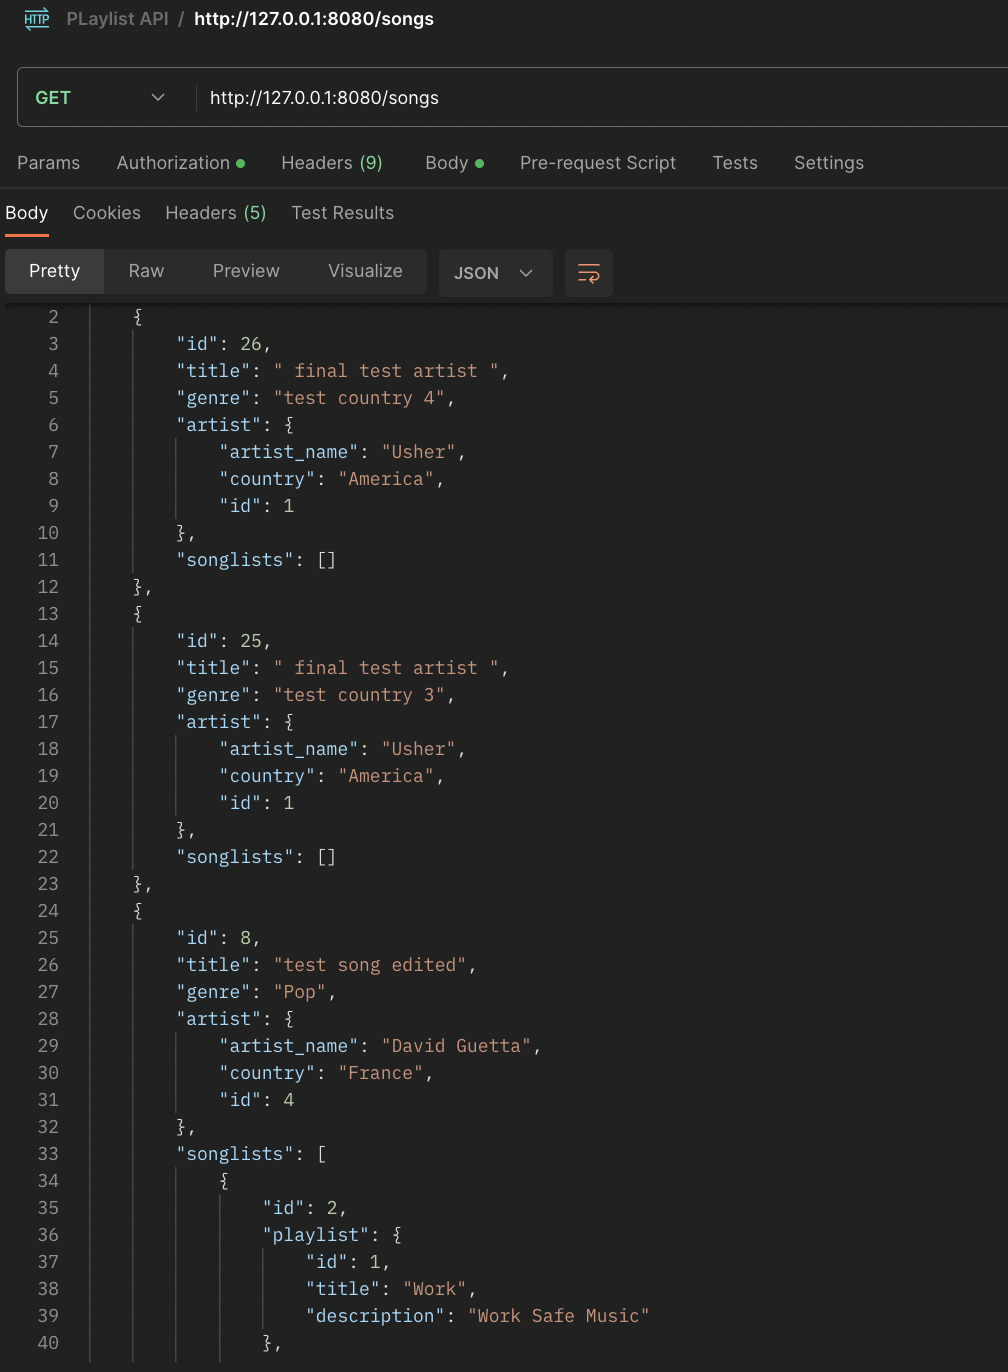 HTTP PLaylist API / http://127.0.0.1:8080/songs
GET http://127.0.0.1:8080/songs
Params Authorization Headers (9) Body Pre-request Script Tests Settings
Body Cookies Headers (5) Test Results
Pretty Raw Preview Visualize JSON
2 {
3 "id": 26,
4 "title": " final test artist ",
5 "genre": "test country 4",
6 "artist": {
7 "artist_name": "Usher",
8 "country": "America",
9 "id": 1
10 },
11 "songlists": []
12 },
13 {
14 "id": 25,
15 "title": " final test artist ",
16 "genre": "test country 3",
17 "artist": {
18 "artist_name": "Usher",
19 "country": "America",
20 "id": 1
21 },
22 "songlists": []
23 },
24 {
25 "id": 8,
26 "title": "test song edited",
27 "genre": "Pop",
28 "artist": {
29 "artist_name": "David Guetta",
30 "country": "France",
31 "id": 4
32 },
33 "songlists": [
34 {
35 "id": 2,
36 "playlist": {
37 "id": 1,
38 "title": "Work",
39 "description": "Work Safe Music"
40 },